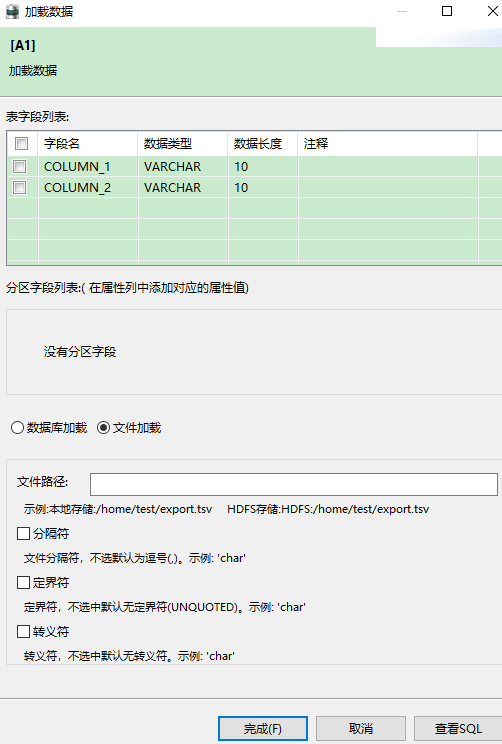 加载数据
[A1]
加载数据
表字段列表:
字段名 数据类型 数据长度 注释
COLUMN_1 VARCHAR 10
COLUMN_2 VARCHAR 10
分区字段列表:( 在属性列中添加对应的属性值)
没有分区字段
数据库加载 文件加载
文件路径:
示例:本地存储:/home/test/export.tsv HDFS存储:HDFS:/home/test/export.tsv
分隔符
文件分隔符，不选默认为逗号(,)。示例: 'char'
定界符
定界符，不选中默认无定界符(UNQUOTED)。示例: 'char'
转义符
转义符，不选中默认无转义符。示例: 'char'
完成(F) 取消 查看SQL